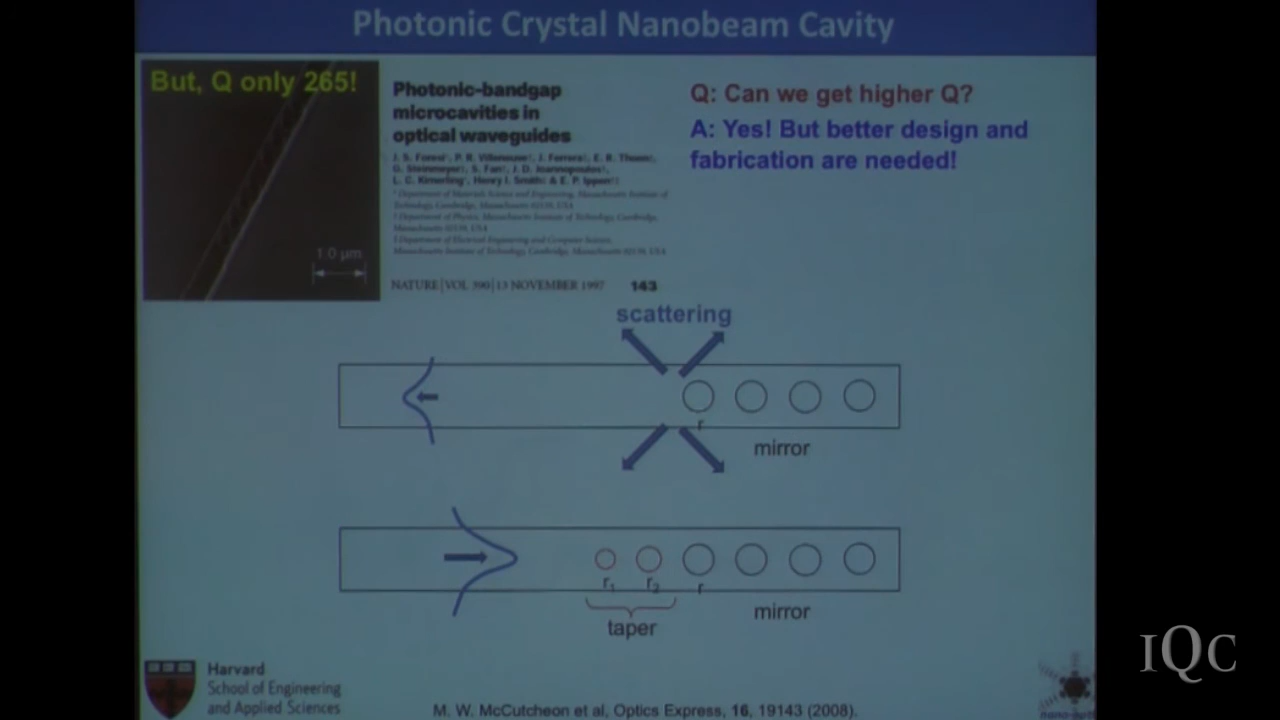 Photonic Crystal Nanobeam Cavity
But, Q only 265!
1.0 μm
Photonic-bandgap
microcavities in
optical waveguides
J. S. Foresi, P. R. Villeneuve, J. Ferrera, E. R. Thoen,
G. Steinmeyer, S. Fan, J. D. Joannopoulos,
L. C. Kimerling, Henry I. Smith & E. P. Ippen
Department of Materials Science and Engineering, Massachusetts Institute of
Technology, Cambridge, Massachusetts 02139, USA
Department of Physics, Massachusetts Institute of Technology, Cambridge,
Massachusetts 02139, USA
Department of Electrical Engineering and Computer Science,
Massachusetts Institute of Technology, Cambridge, Massachusetts 02139, USA
NATURE|VOL 390|13 NOVEMBER 1997 143
Q: Can we get higher Q?
A: Yes! But better design and
fabrication are needed!
scattering
r
mirror
r1 r2 r
taper
mirror
Harvard
School of Engineering
and Applied Sciences
M. W. McCutcheon et al, Optics Express, 16, 19143 (2008).
IQC